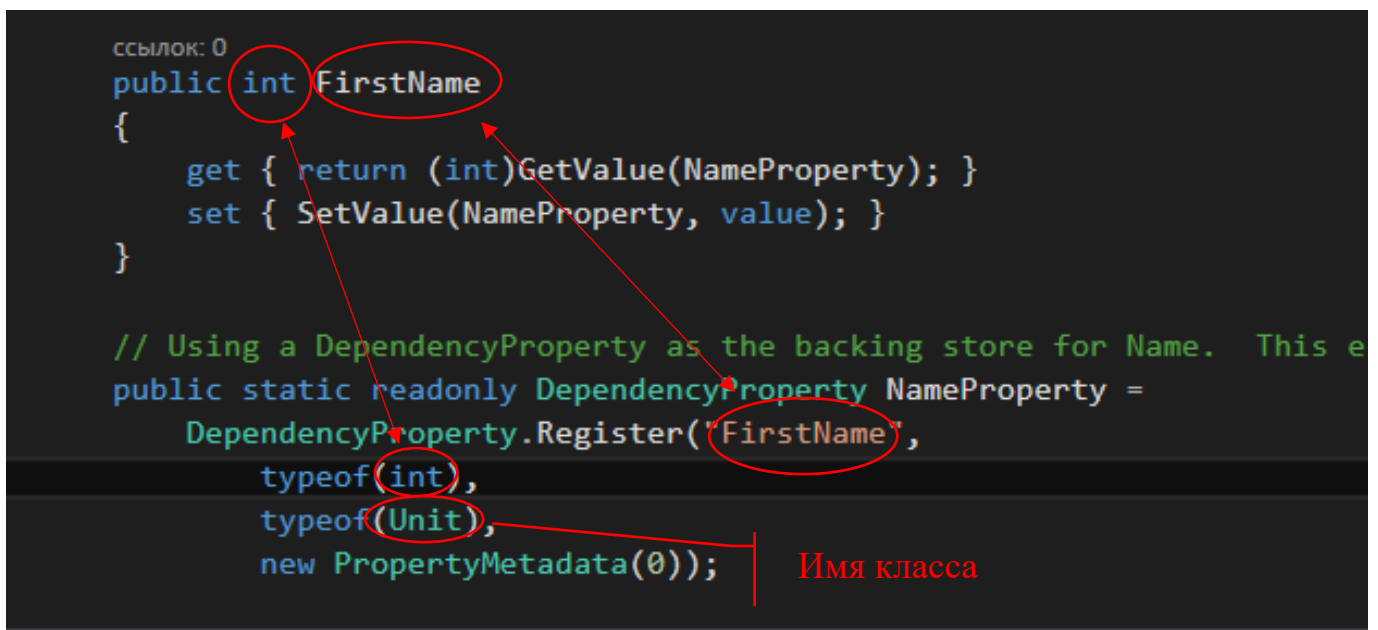 ссылок: 0
public int FirstName
{
get { return (int)GetValue(NameProperty); }
set { SetValue(NameProperty, value); }
}
// Using a DependencyProperty as the backing store for Name. This e
public static readonly DependencyProperty NameProperty =
DependencyProperty.Register("FirstName",
typeof(int),
typeof(Unit),
new PropertyMetadata(0));
Имя класса